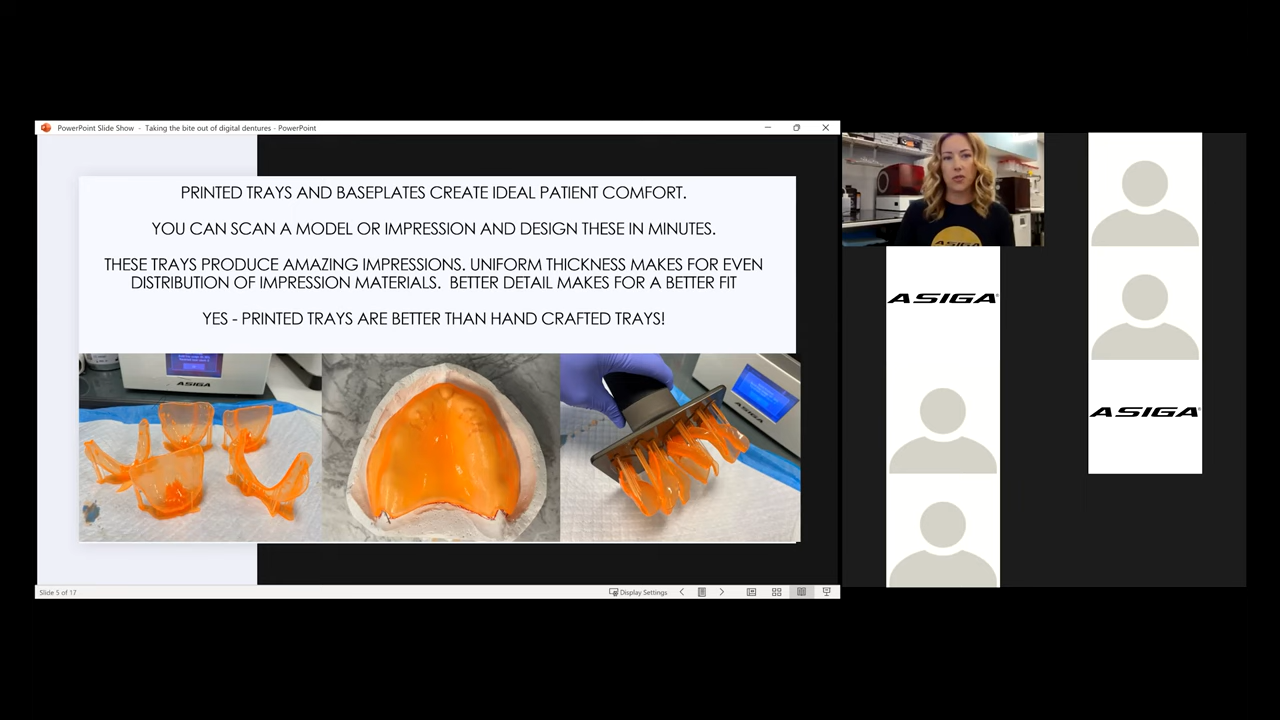 PowerPoint Slide Show - Taking the bite out of digital dentures - PowerPoint
PRINTED TRAYS AND BASEPLATES CREATE IDEAL PATIENT COMFORT.
YOU CAN SCAN A MODEL OR IMPRESSION AND DESIGN THESE IN MINUTES.
THESE TRAYS PRODUCE AMAZING IMPRESSIONS. UNIFORM THICKNESS MAKES FOR EVEN
DISTRIBUTION OF IMPRESSION MATERIALS. BETTER DETAIL MAKES FOR A BETTER FIT
YES - PRINTED TRAYS ARE BETTER THAN HAND CRAFTED TRAYS!
ASIGA
ASIGA
Slide 5 of 17
Display Settings
ASIGA
ASIGA®
ASIGA®